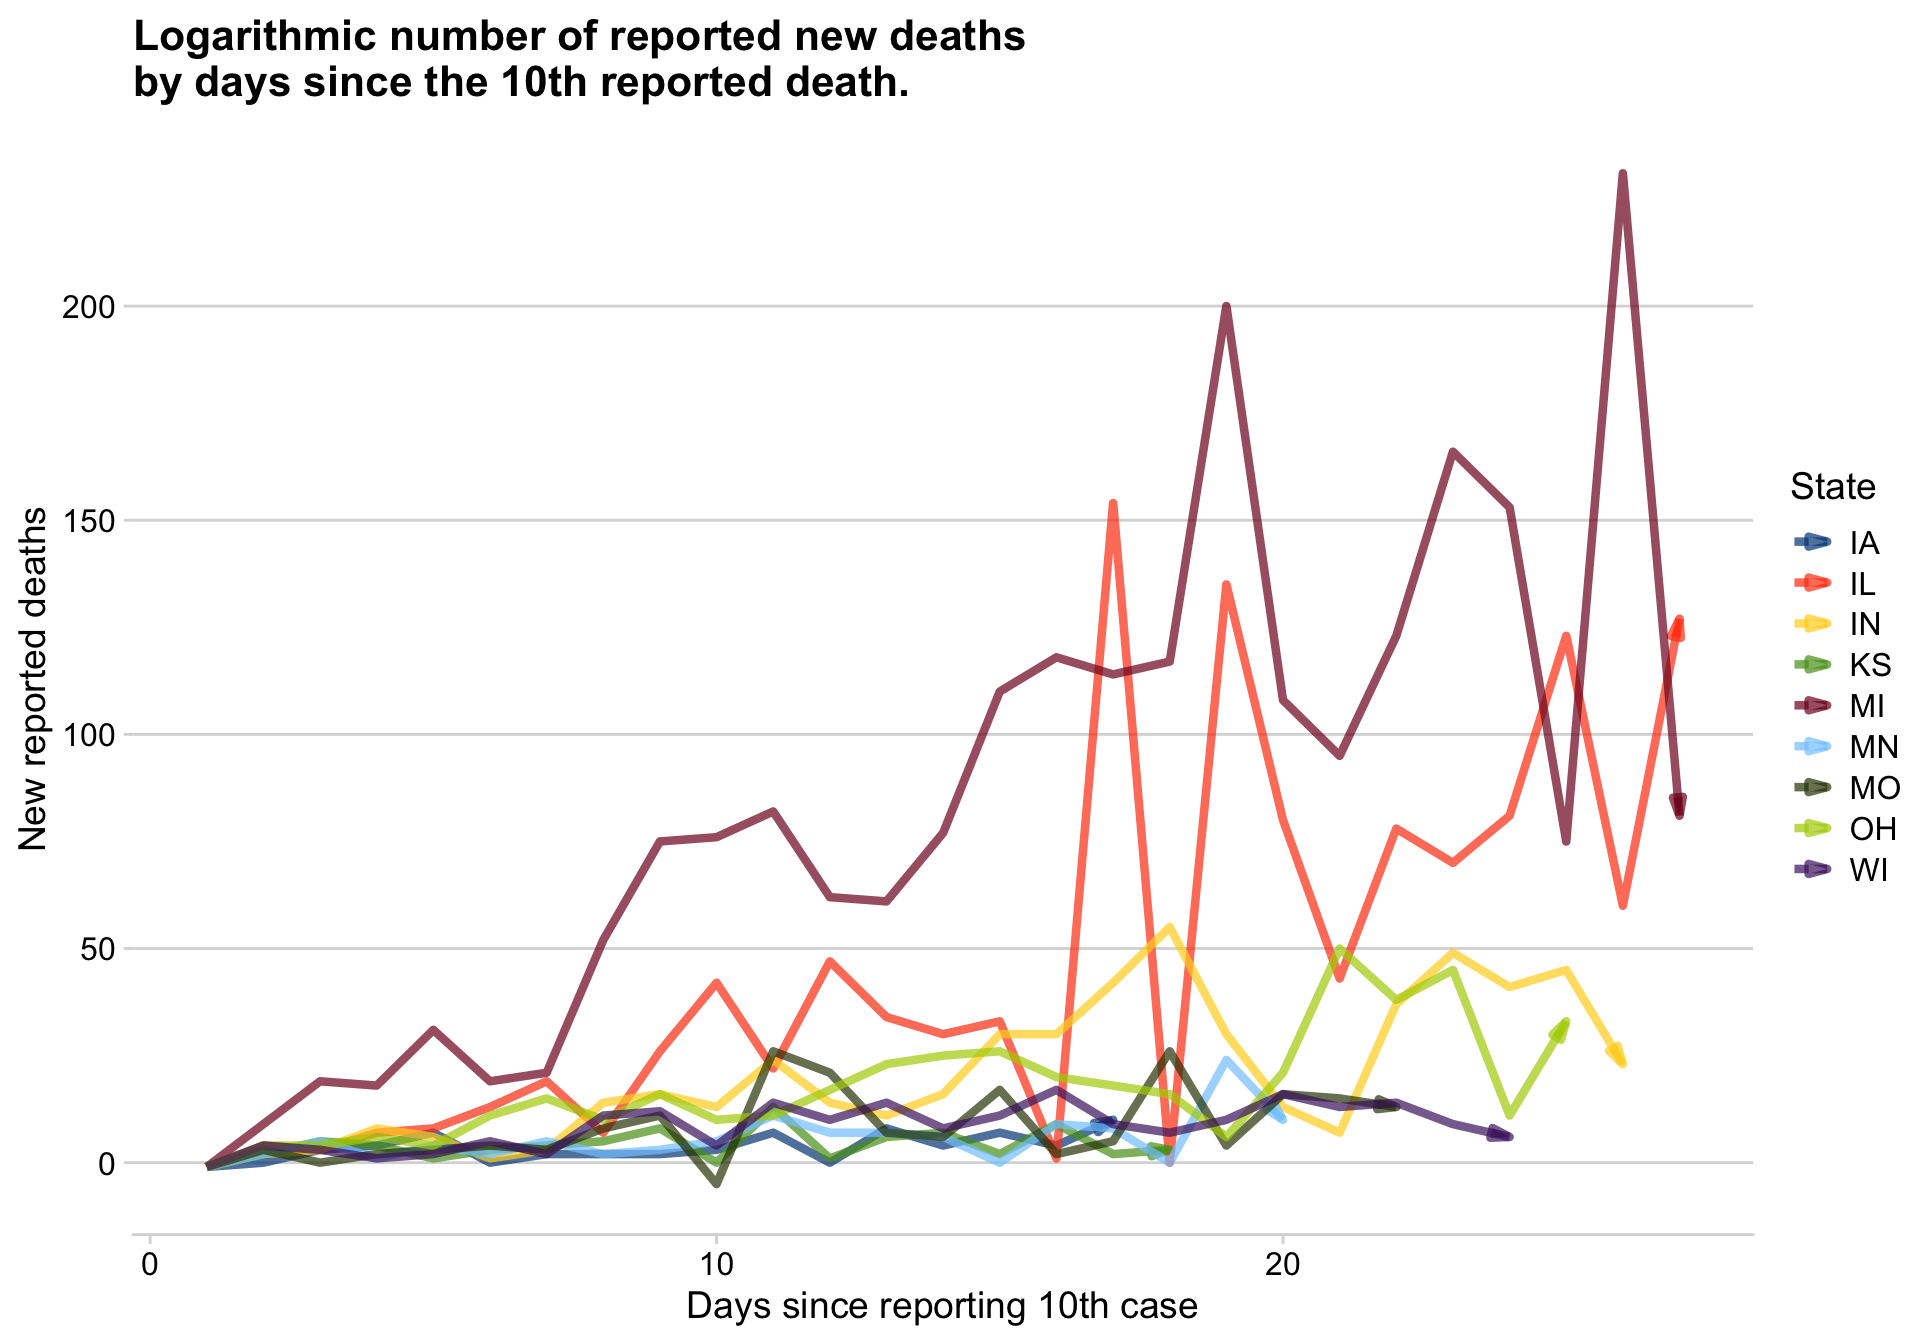 Logarithmic number of reported new deaths
by days since the 10th reported death.
New reported deaths
200
150
100
50
0
0
10
20
Days since reporting 10th case
State
IA
IL
IN
KS
MI
MN
MO
OH
WI